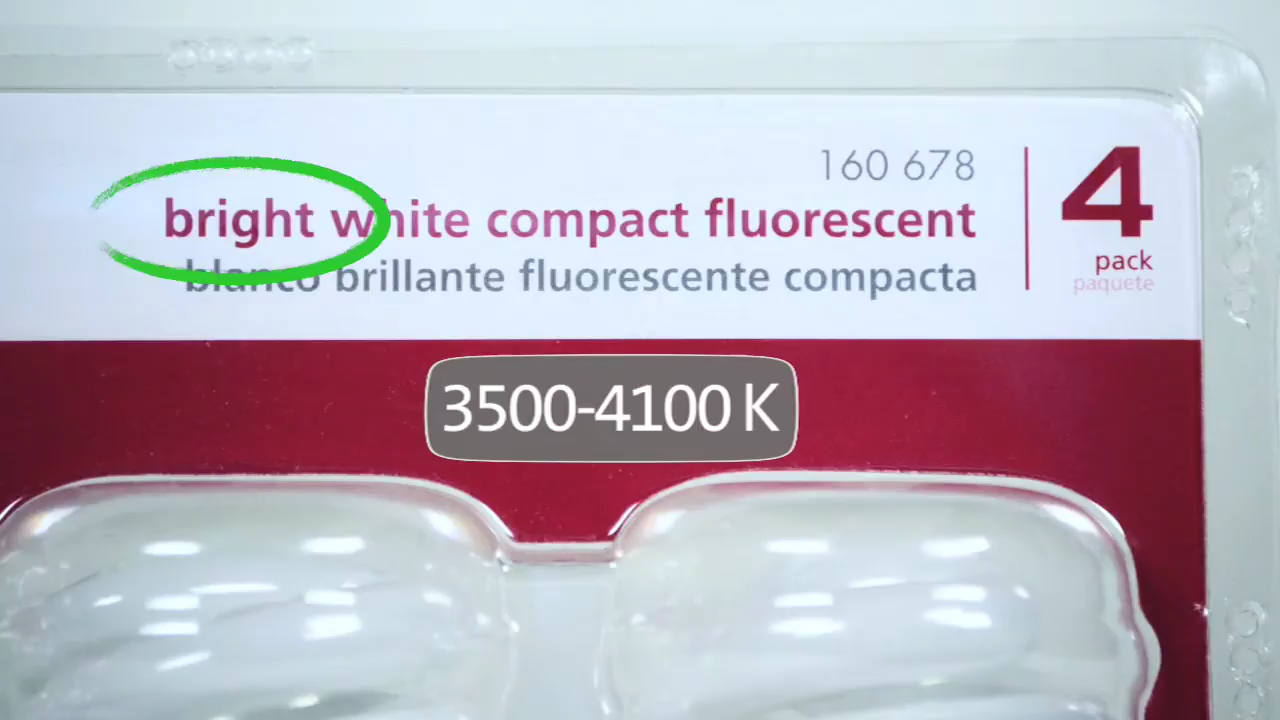 160 678
bright white compact fluorescent
blanco brillante fluorescente compacta
4
pack
paquete
3500-4100 K